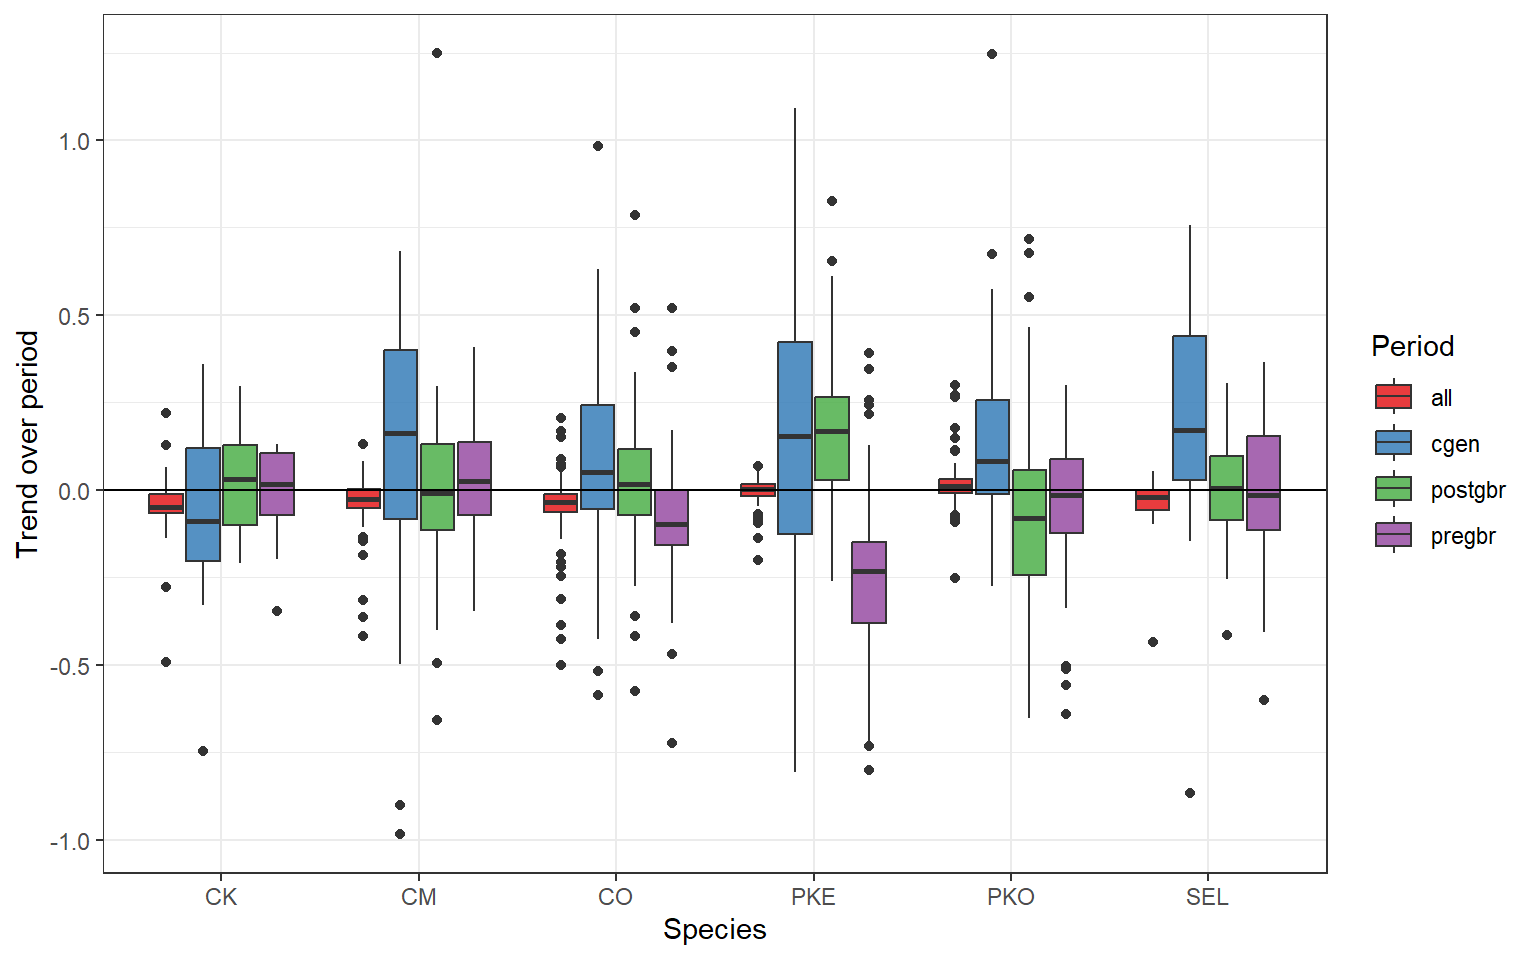 Trend over period
1.0
0.5
0.0
-0.5
-1.0
CK CM CO PKE PKO SEL
Species
Period
all
cgen
postgbr
pregbr